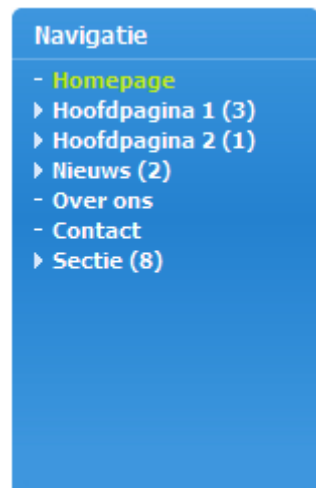 Navigatie
- Homepage
Hoofdpagina 1 (3)
Hoofdpagina 2 (1)
Nieuws (2)
- Over ons
- Contact
Sectie (8)